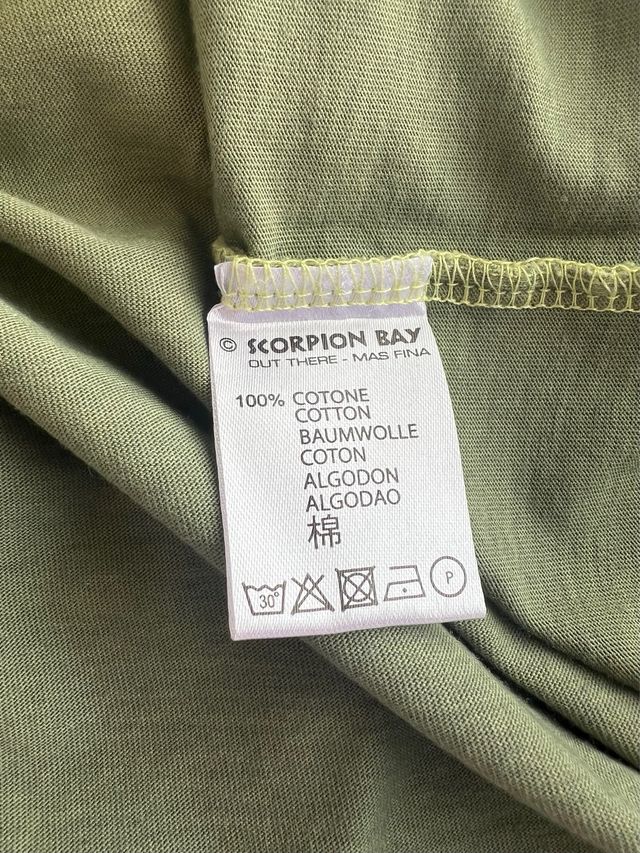 © SCORPION BAY
OUT THERE - MAS FINA
100% COTONE
COTTON
BAUMWOLLE
COTON
ALGODON
ALGODAO
棉
30° P